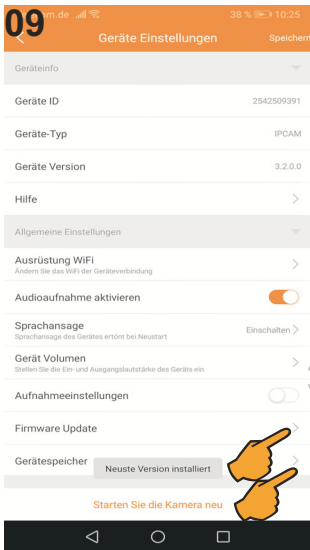 09
m.de
38 %
10:25
Geräte Einstellungen
Speichern
Geräteinfo
Geräte ID
2542509391
Geräte-Typ
IPCAM
Geräte Version
3.2.0.0
Hilfe
Allgemeine Einstellungen
Ausrüstung WiFi
Ändern Sie das WiFi der Geräteverbindung
Audioaufnahme aktivieren
Sprachansage
Einschalten
Sprachansage des Gerätes ertönt bei Neustart
Gerät Volumen
Stellen Sie die Ein- und Ausgangslautstärke des Geräts ein
Aufnahmeeinstellungen
Firmware Update
Gerätespeicher
Neuste Version installiert
Starten Sie die Kamera neu